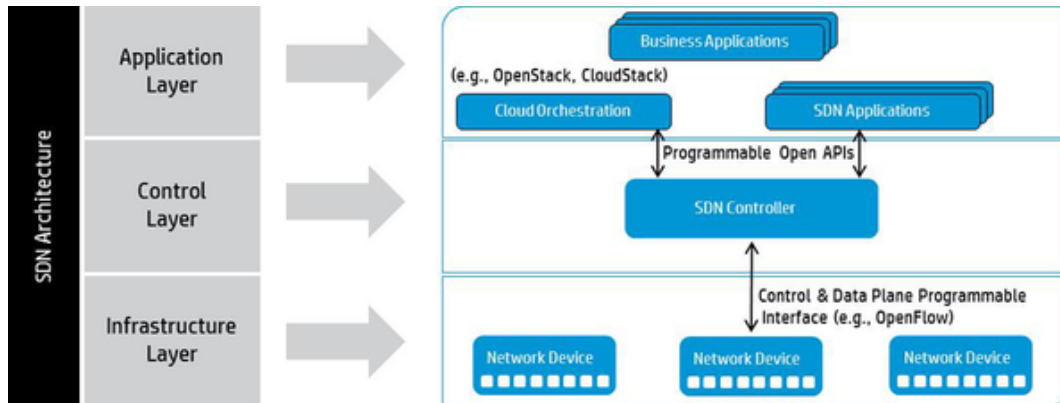 SDN Architecture
Application
Layer
Business Applications
(e.g., OpenStack, CloudStack)
Cloud Orchestration
SDN Applications
Programmable Open APIs
Control
Layer
SDN Controller
Control & Data Plane Programmable
Interface (e.g., OpenFlow)
Infrastructure
Layer
Network Device
Network Device
Network Device